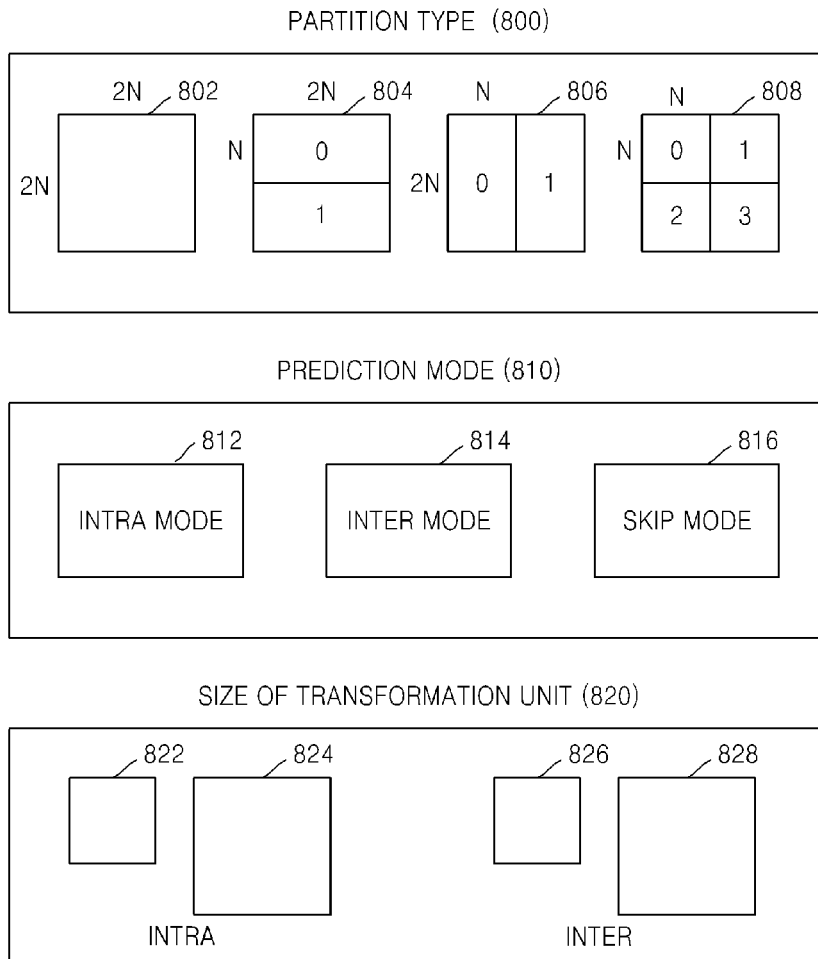 PARTITION TYPE (800)
2N 802 2N 804 N 806 N 808
2N N 0 1 2N 0 1 N 0 1 2 3
PREDICTION MODE (810)
812 814 816
INTRA MODE INTER MODE SKIP MODE
SIZE OF TRANSFORMATION UNIT (820)
822 824 826 828
INTRA INTER